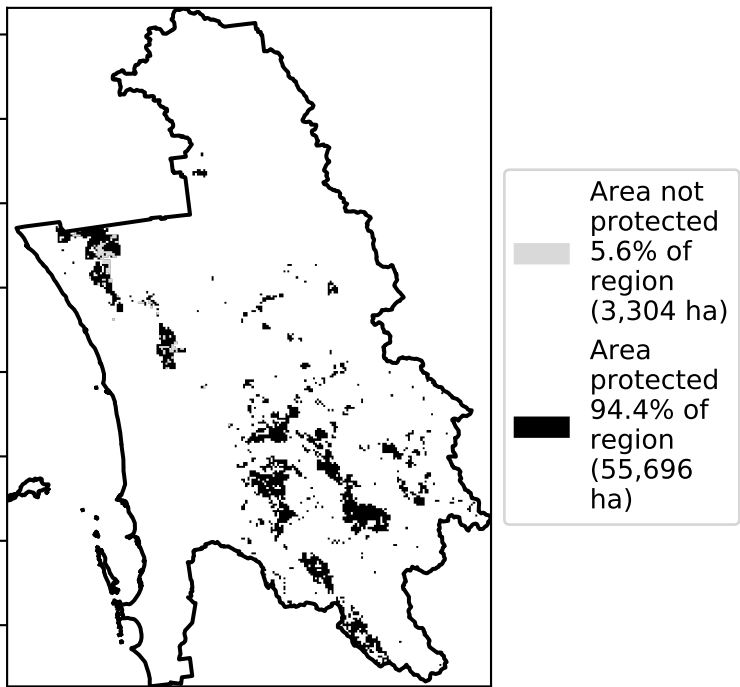 Area not
protected
5.6% of
region
(3,304 ha)
Area
protected
94.4% of
region
(55,696
ha)